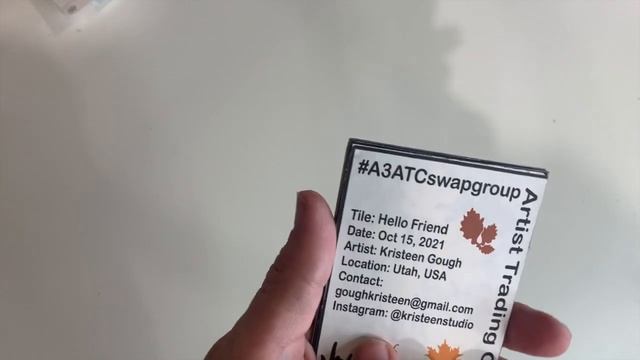 #A3ATCswapgroup
Tile: Hello Friend
Date: Oct 15, 2021
Artist: Kristeen Gough
Location: Utah, USA
Contact:
goughkristeen@gmail.com
Instagram: @kristeenstudio
Artist Trading